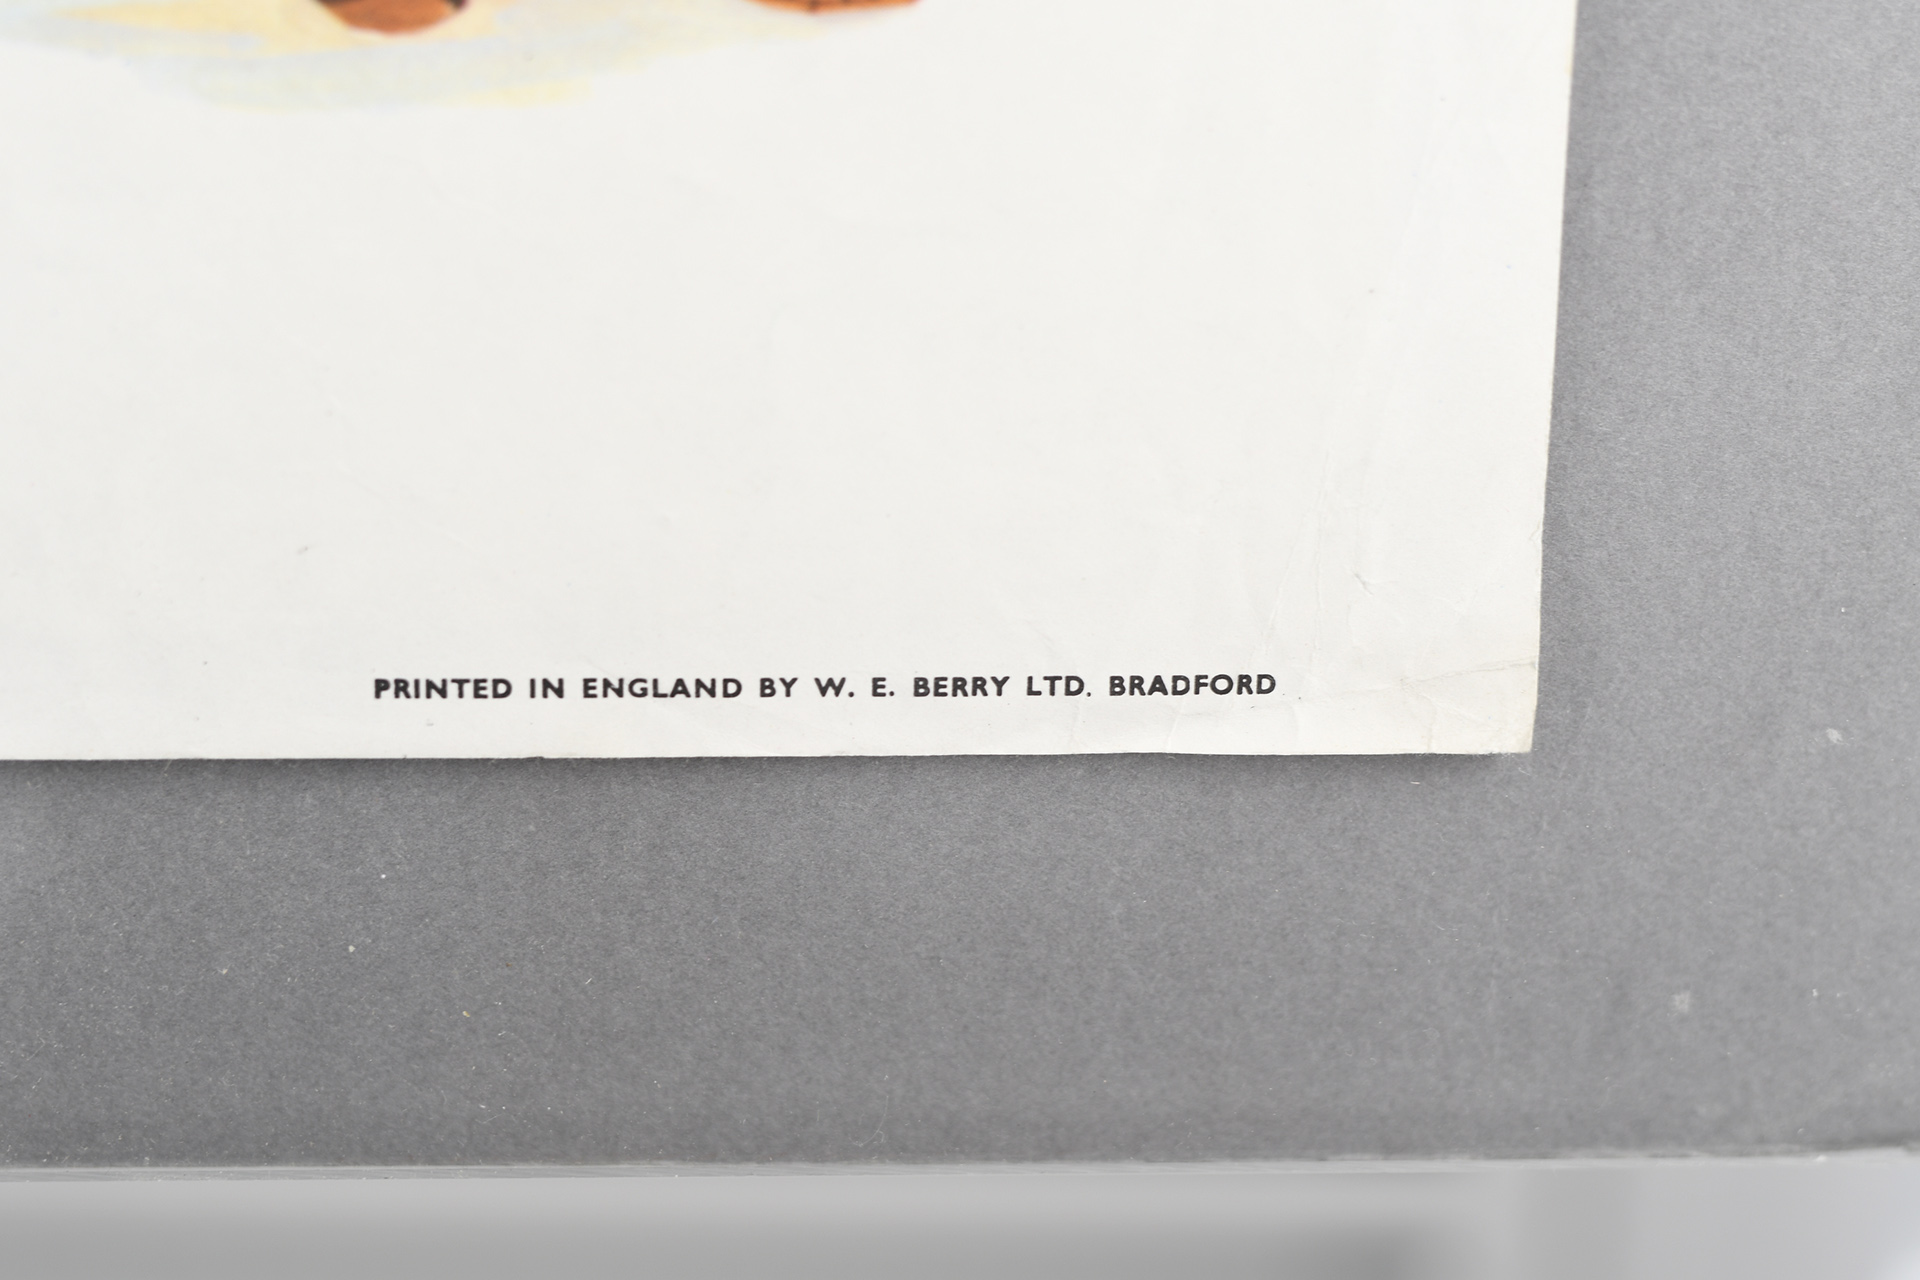 PRINTED IN ENGLAND BY W. E. BERRY LTD. BRADFORD